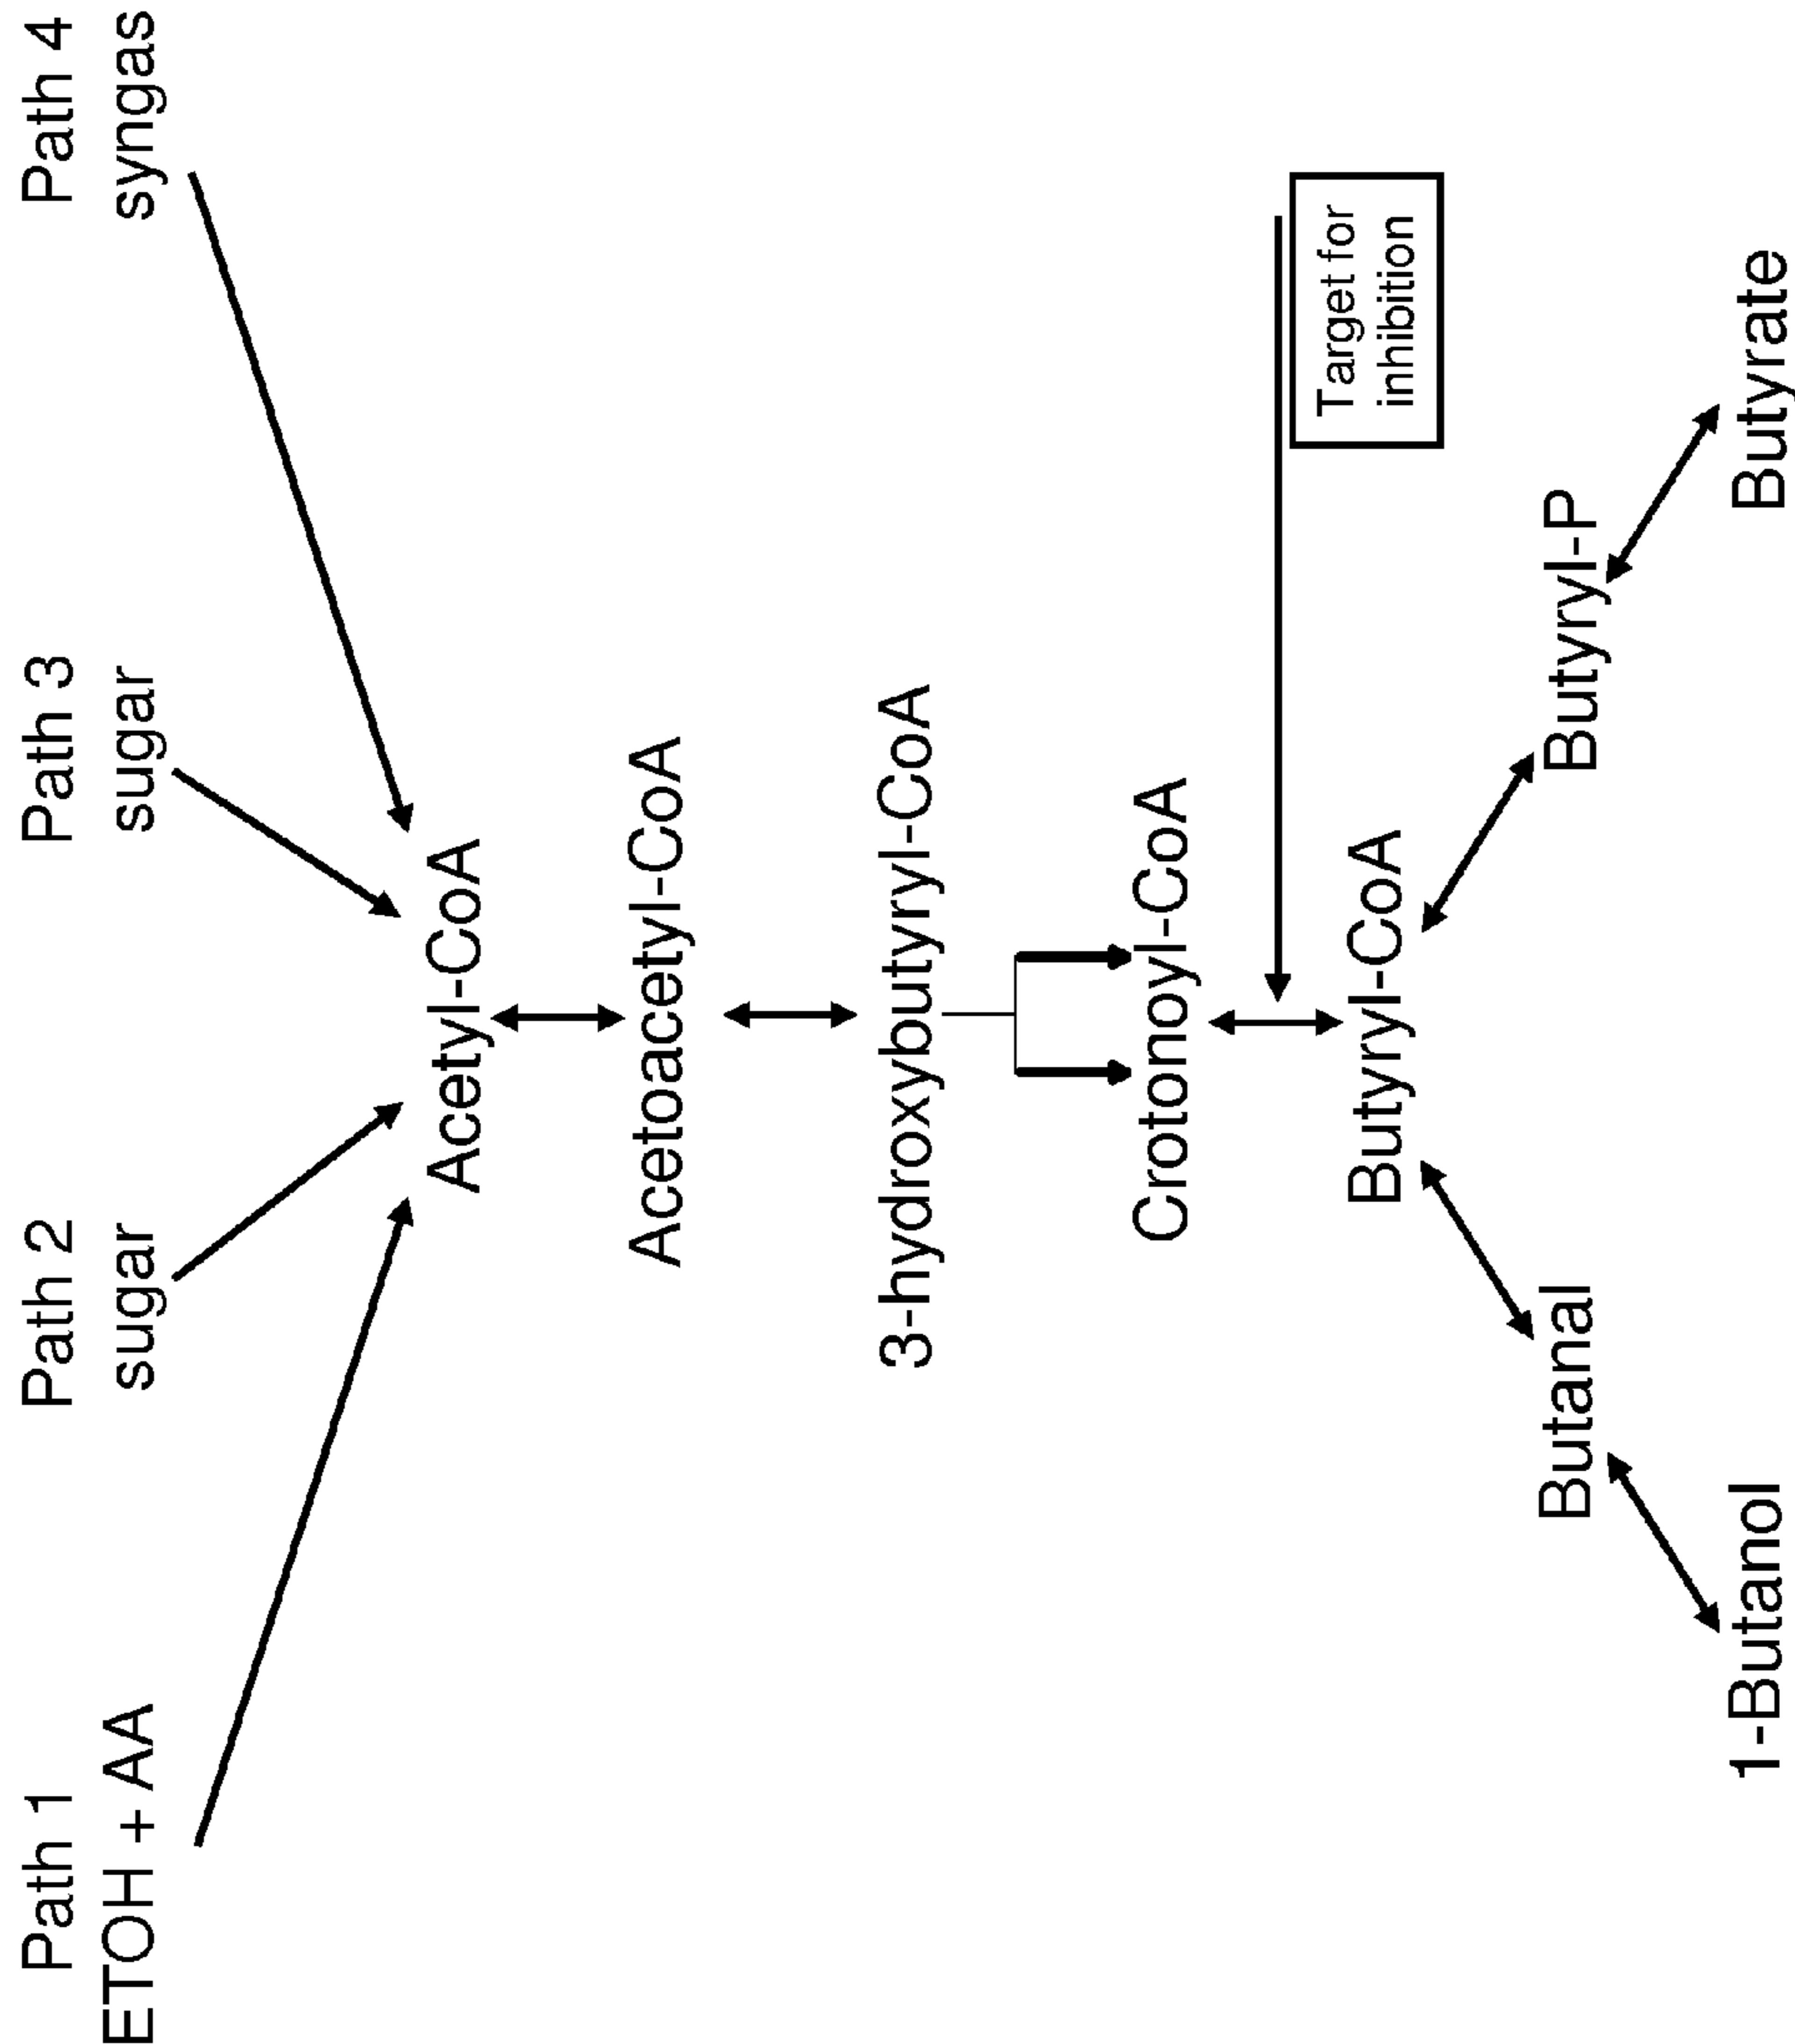 Path 1
ETOH + AA
Path 2
sugar
Path 3
sugar
Path 4
syngas
Acetyl-CoA
Acetoacetyl-CoA
3-hydroxybutyryl-CoA
Crotonoyl-CoA
Target for
inhibition
Butyryl-CoA
Butanal
Butyryl-P
1-Butanol
Butyrate